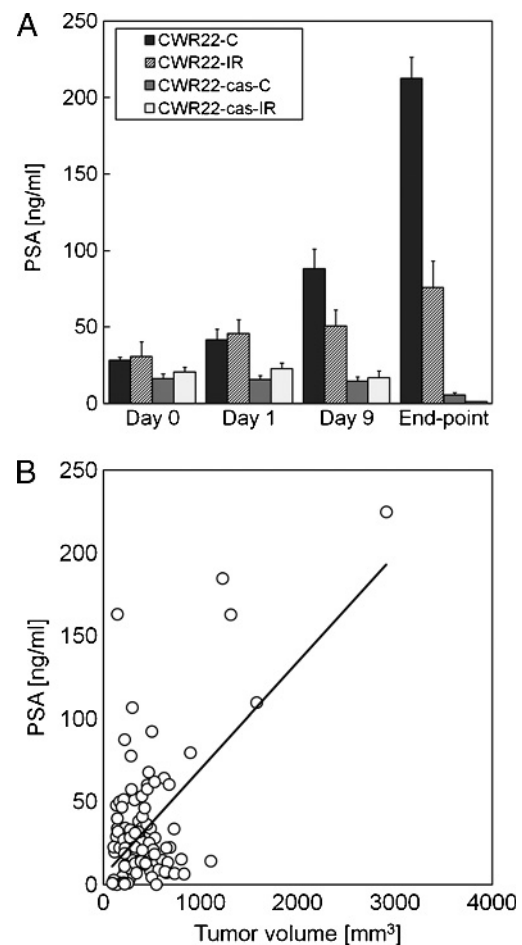 A
CWR22-C
CWR22-IR
CWR22-cas-C
CWR22-cas-IR
PSA [ng/ml]
250
200
150
100
50
0
Day 0 Day 1 Day 9 End-point
B
PSA [ng/ml]
250
200
150
100
50
0
0 1000 2000 3000 4000
Tumor volume [mm³]